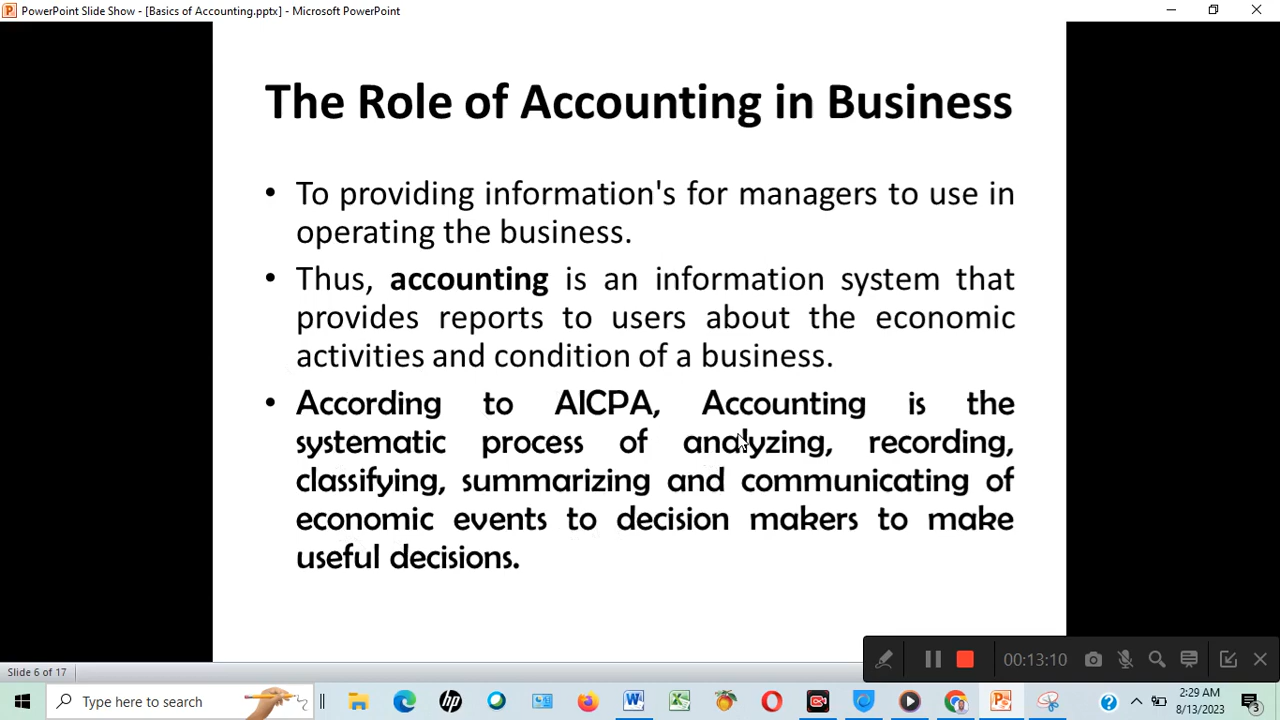 PowerPoint Slide Show - [Basics of Accounting.pptx] - Microsoft PowerPoint
The Role of Accounting in Business
• To providing information's for managers to use in
operating the business.
• Thus, accounting is an information system that
provides reports to users about the economic
activities and condition of a business.
• According to AICPA, Accounting is the
systematic process of analyzing, recording,
classifying, summarizing and communicating of
economic events to decision makers to make
useful decisions.
00:13:10
Slide 6 of 17
Type here to search
2:29 AM
8/13/2023
3